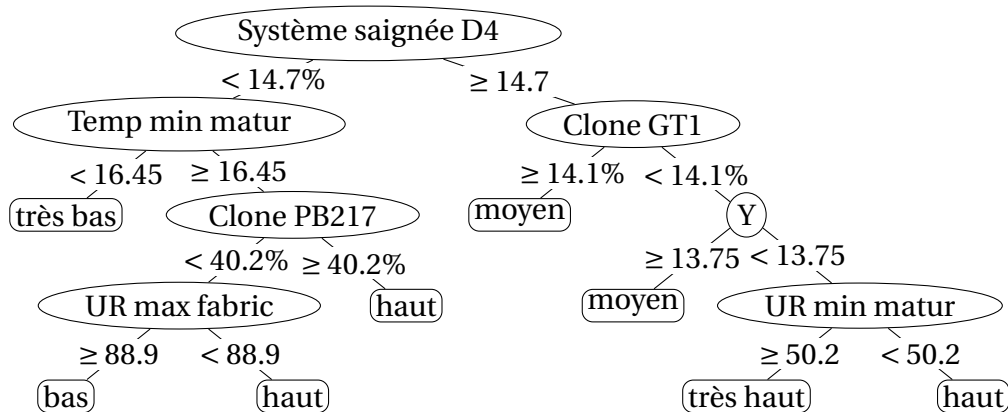 Système saignée D4
< 14.7% ≥ 14.7
Temp min matur Clone GT1
< 16.45 ≥ 16.45 ≥ 14.1% < 14.1%
très bas Clone PB217 moyen Y
< 40.2% ≥ 40.2% ≥ 13.75 < 13.75
UR max fabric haut moyen UR min matur
≥ 88.9 < 88.9 ≥ 50.2 < 50.2
bas haut très haut haut